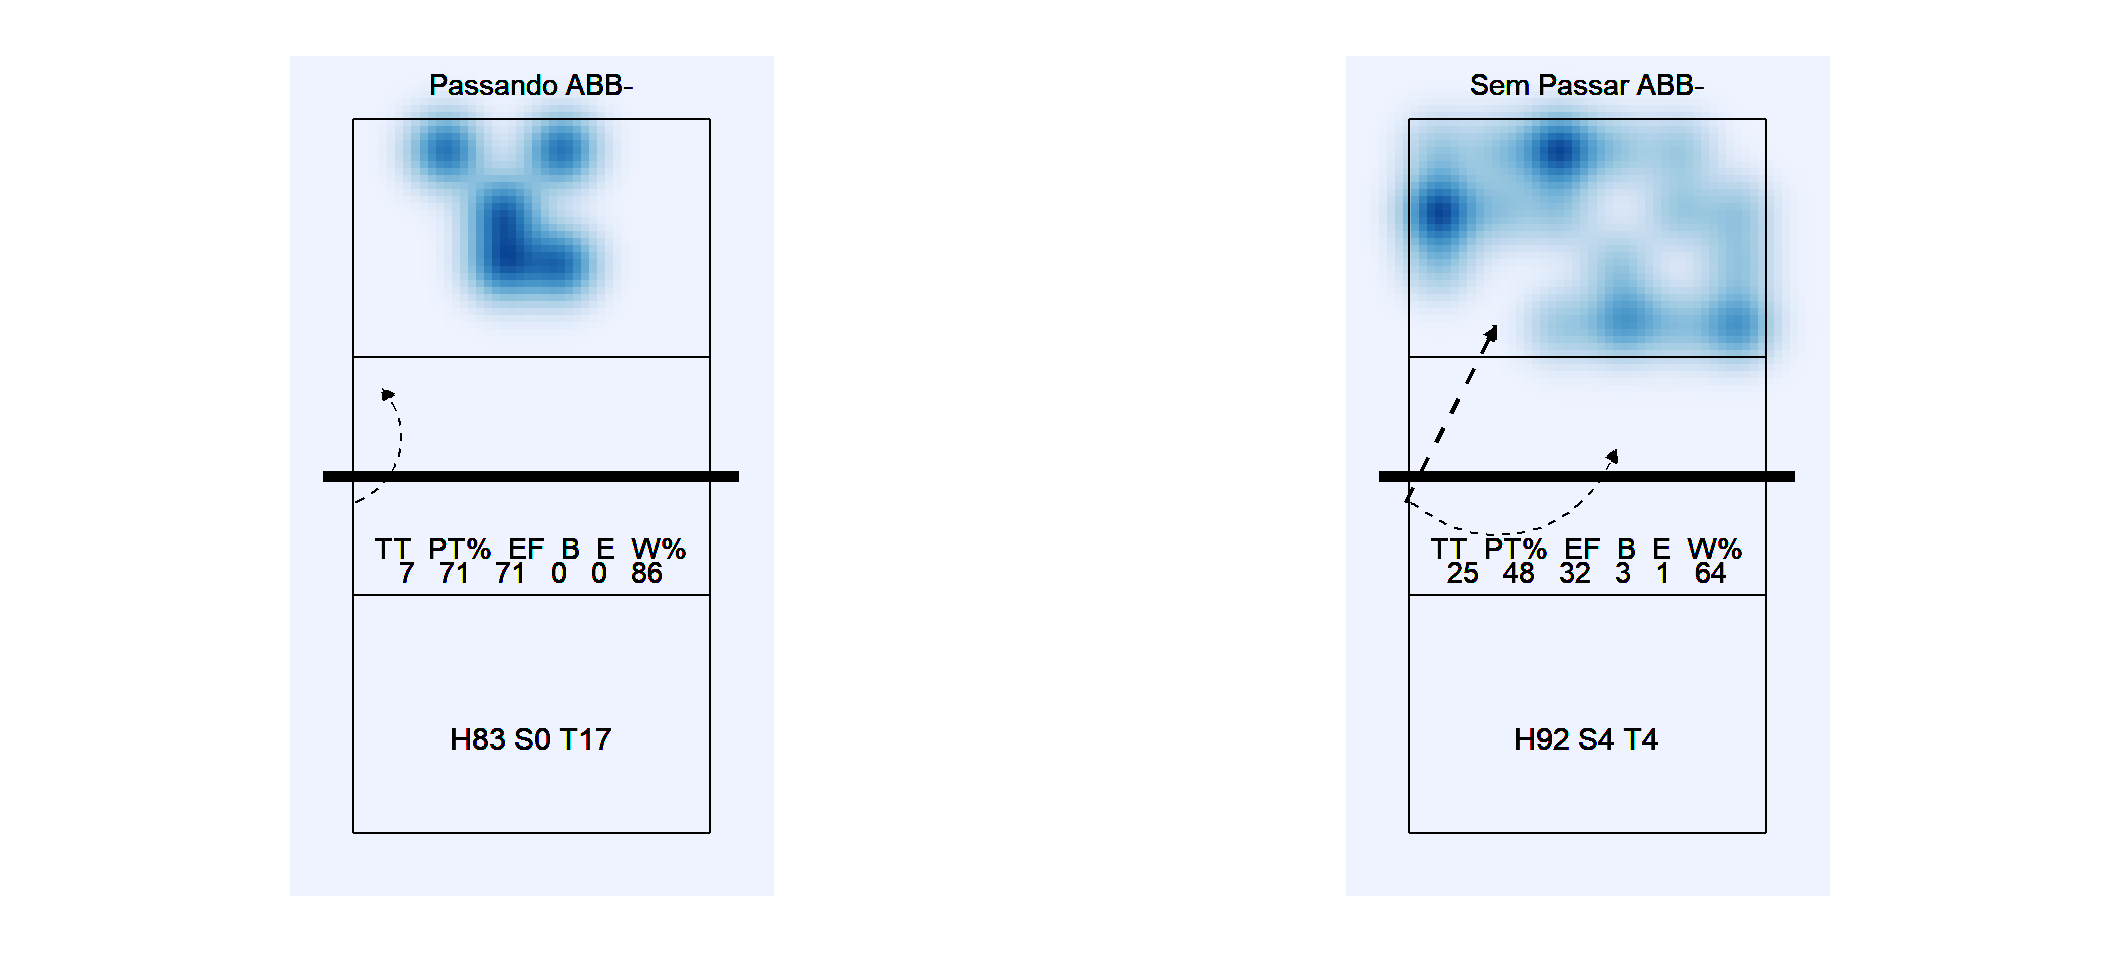 Passando ABB-
TT PT% EF B E W%
7 71 71 0 0 86
H83 S0 T17
Sem Passar ABB-
TT PT% EF B E W%
25 48 32 3 1 64
H92 S4 T4